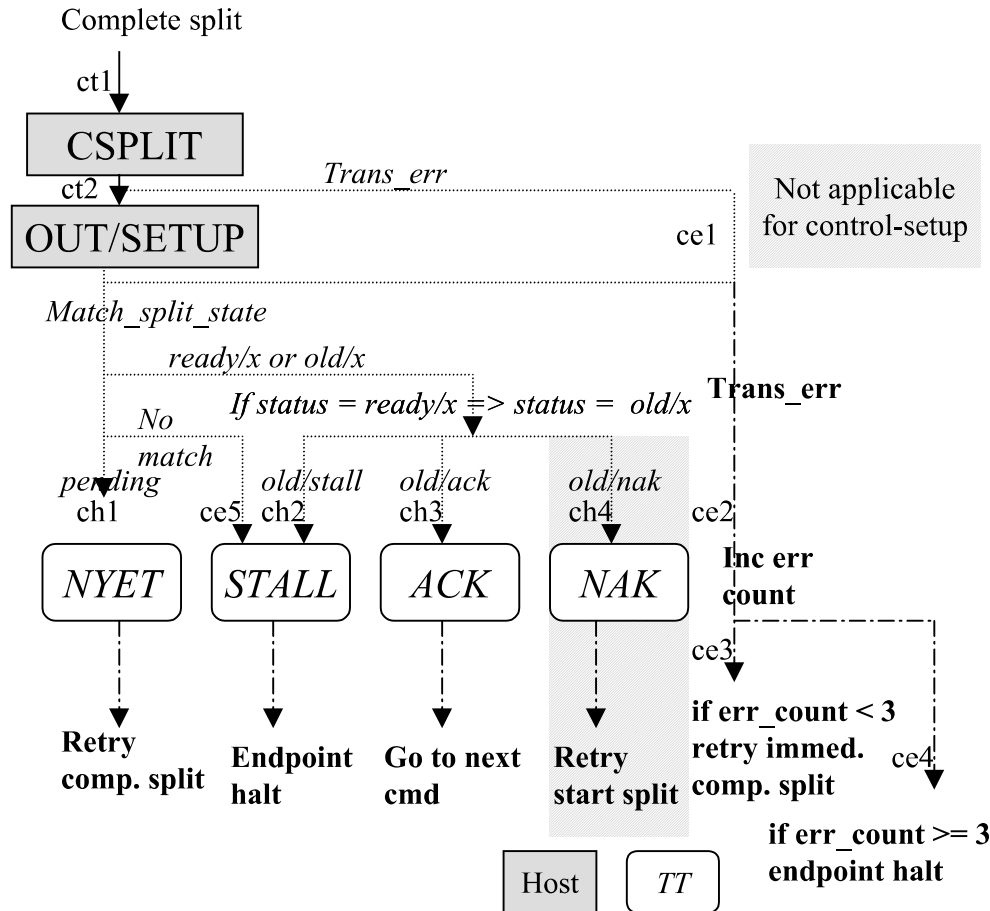 Complete split
ct1
CSPLIT
ct2
Trans_err
OUT/SETUP
ce1
Not applicable
for control-setup
Match_split_state
ready/x or old/x
Trans_err
If status = ready/x => status = old/x
No
match
pending
old/stall
old/ack
old/nak
ch1
ce5
ch2
ch3
ch4
ce2
NYET
STALL
ACK
NAK
Inc err
count
ce3
Retry
comp. split
Endpoint
halt
Go to next
cmd
Retry
start split
if err_count < 3
retry immed.
comp. split
ce4
if err_count >= 3
endpoint halt
Host
TT